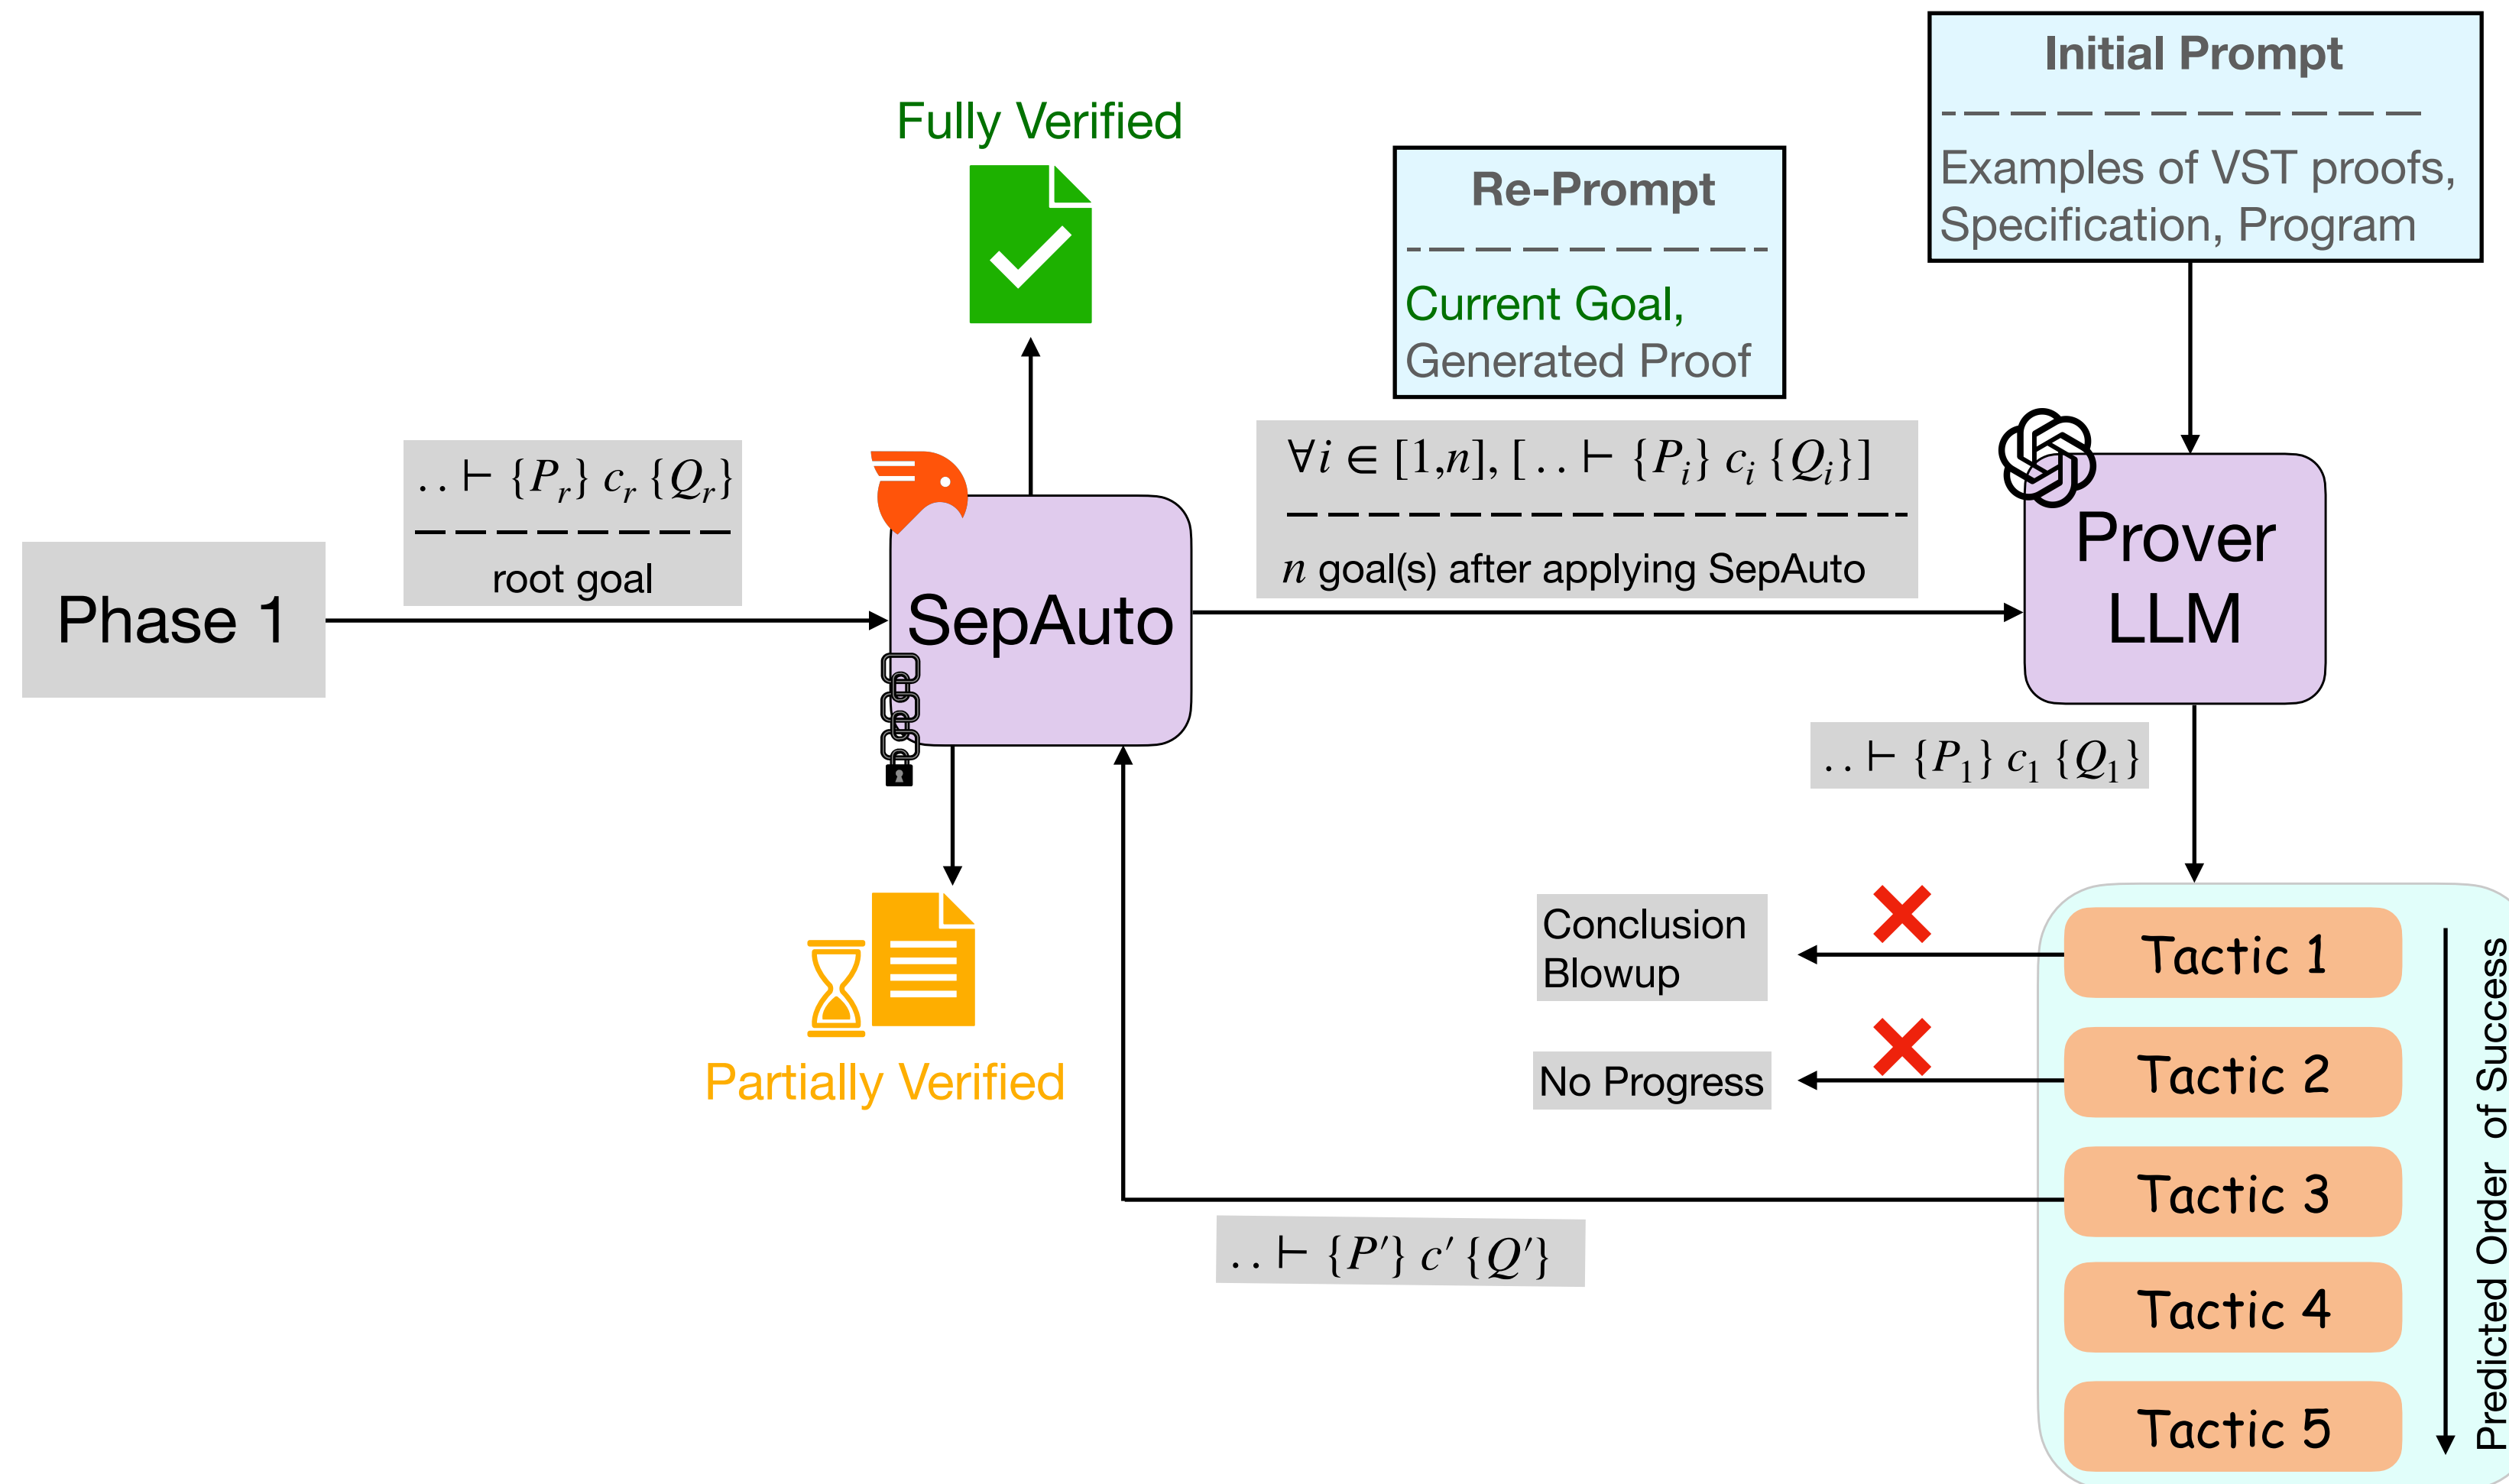 Initial Prompt
Examples of VST proofs,
Specification, Program
Fully Verified
Re-Prompt
Current Goal,
Generated Proof
. . ⊢ {P_r} c_r {Q_r}
root goal
∀i ∈ [1,n], [ . . ⊢ {P_i} c_i {Q_i}]
n goal(s) after applying SepAuto
Phase 1
SepAuto
Prover
LLM
. . ⊢ {P_1} c_1 {Q_1}
Partially Verified
Conclusion
Blowup
No Progress
Tactic 1
Tactic 2
Tactic 3
Tactic 4
Tactic 5
Predicted Order of Success
. . ⊢ {P′} c′ {Q′}